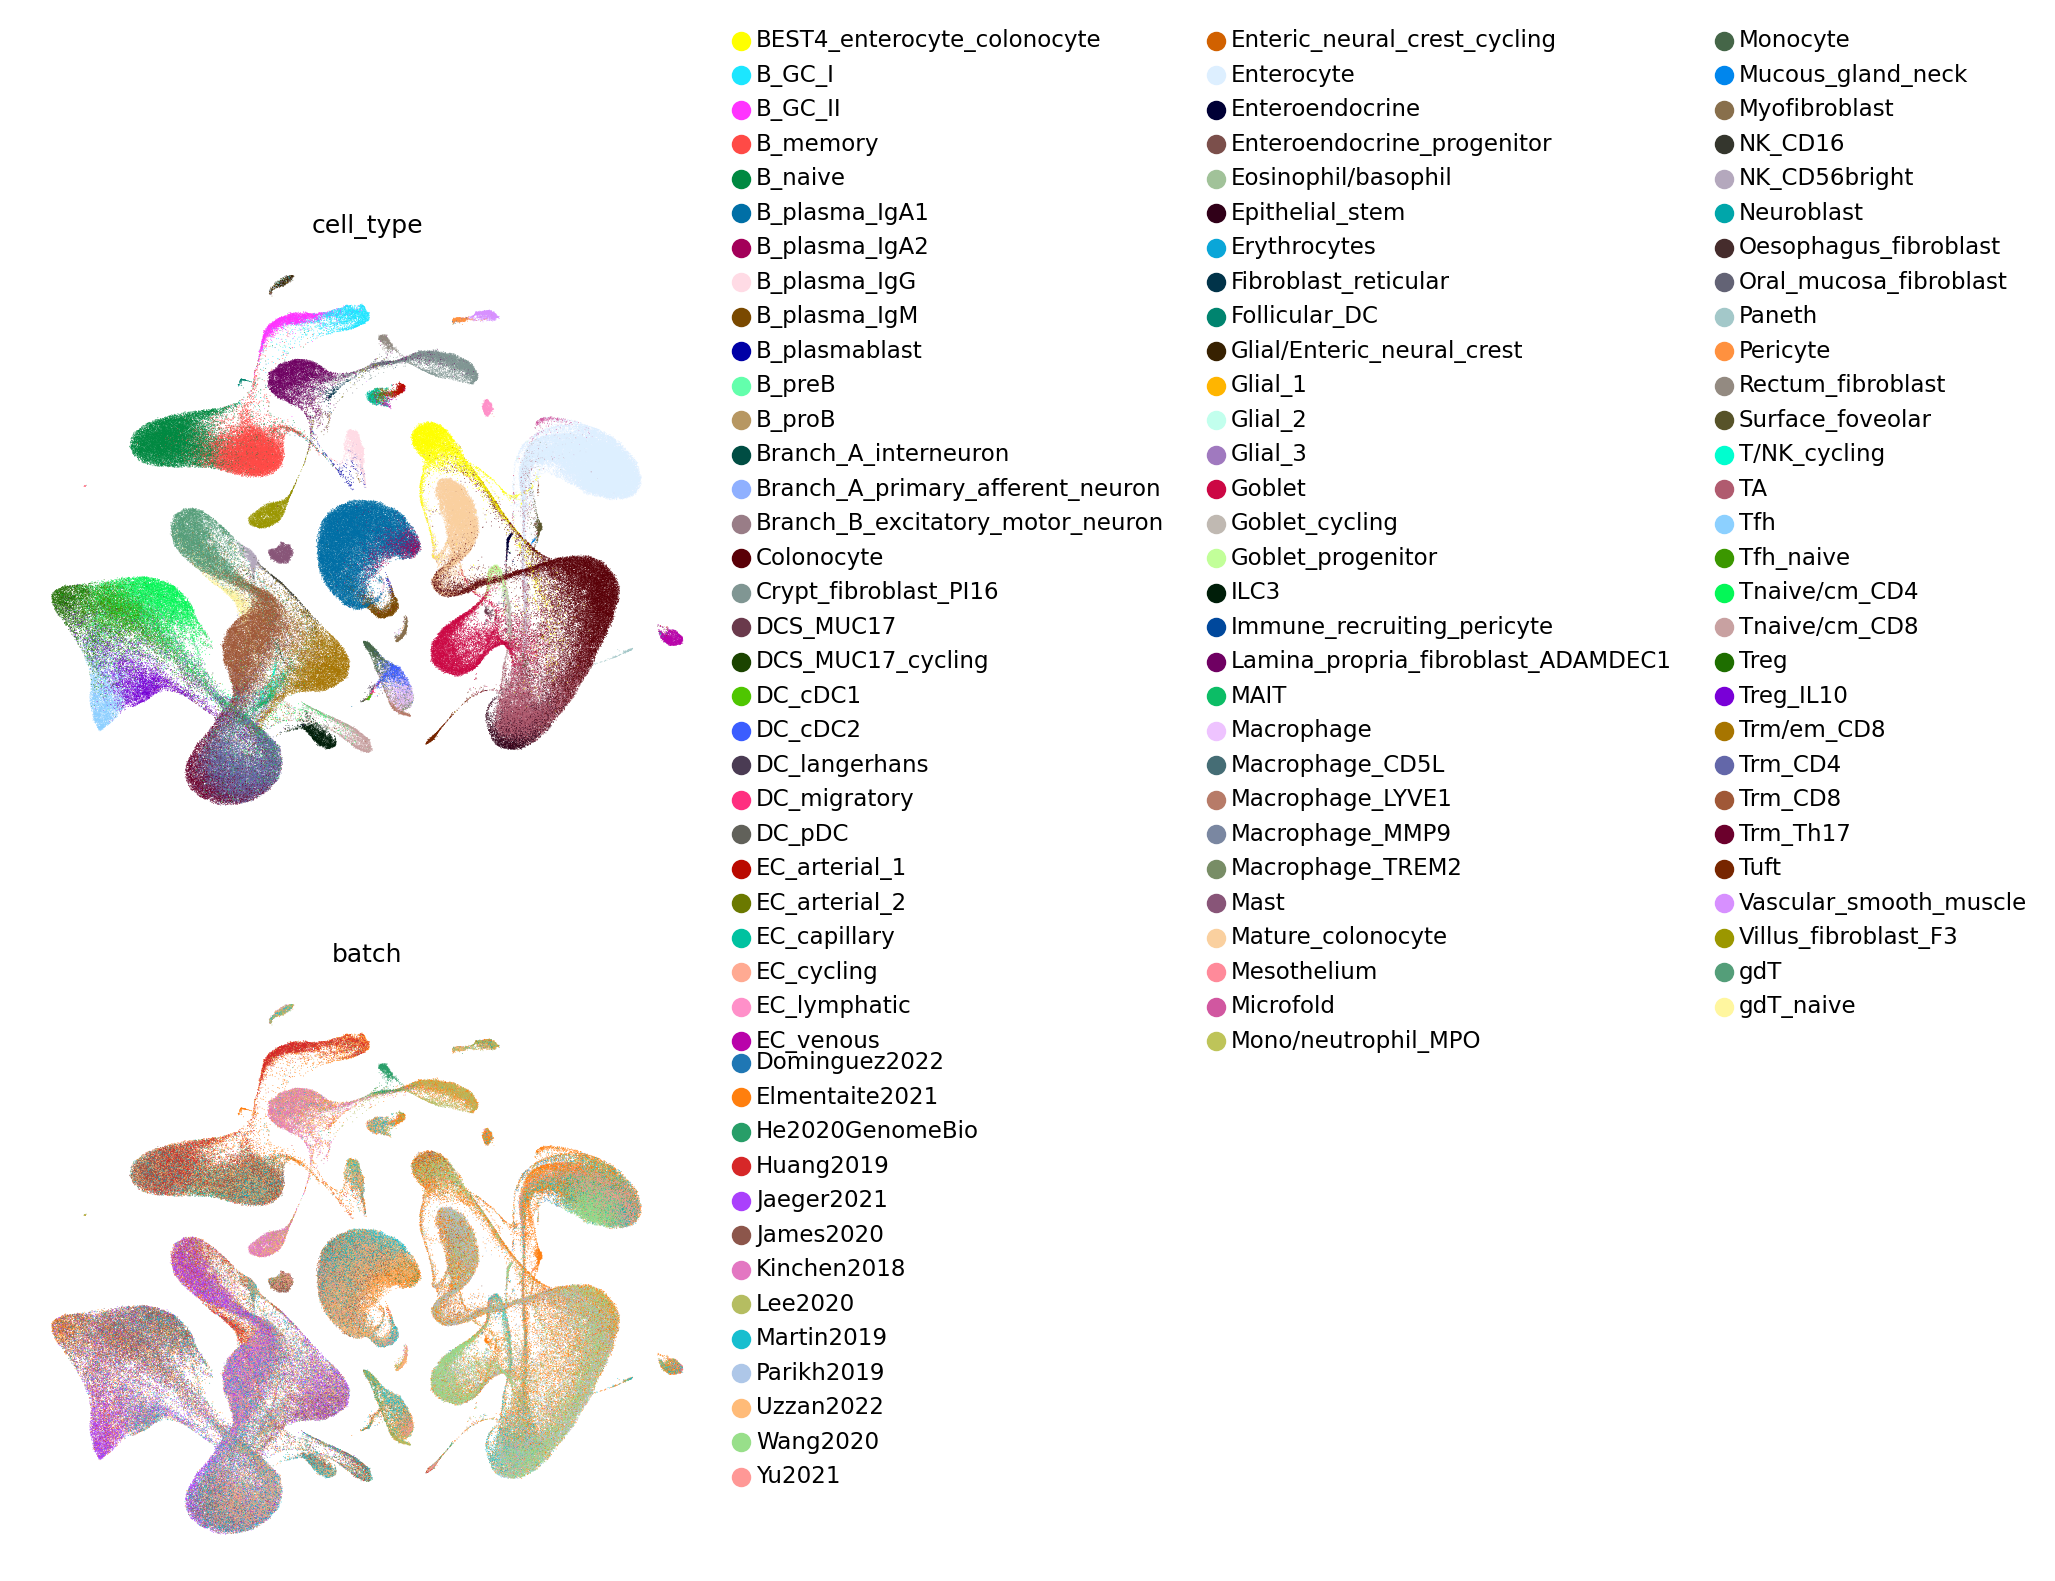 cell_type
BEST4_enterocyte_colonocyte
B_GC_I
B_GC_II
B_memory
B_naive
B_plasma_IgA1
B_plasma_IgA2
B_plasma_IgG
B_plasma_IgM
B_plasmablast
B_preB
B_proB
Branch_A_interneuron
Branch_A_primary_afferent_neuron
Branch_B_excitatory_motor_neuron
Colonocyte
Crypt_fibroblast_PI16
DCS_MUC17
DCS_MUC17_cycling
DC_cDC1
DC_cDC2
DC_langerhans
DC_migratory
DC_pDC
EC_arterial_1
EC_arterial_2
EC_capillary
EC_cycling
EC_lymphatic
EC_venous
Enteric_neural_crest_cycling
Enterocyte
Enteroendocrine
Enteroendocrine_progenitor
Eosinophil/basophil
Epithelial_stem
Erythrocytes
Fibroblast_reticular
Follicular_DC
Glial/Enteric_neural_crest
Glial_1
Glial_2
Glial_3
Goblet
Goblet_cycling
Goblet_progenitor
ILC3
Immune_recruiting_pericyte
Lamina_propria_fibroblast_ADAMDEC1
MAIT
Macrophage
Macrophage_CD5L
Macrophage_LYVE1
Macrophage_MMP9
Macrophage_TREM2
Mast
Mature_colonocyte
Mesothelium
Microfold
Mono/neutrophil_MPO
Monocyte
Mucous_gland_neck
Myofibroblast
NK_CD16
NK_CD56bright
Neuroblast
Oesophagus_fibroblast
Oral_mucosa_fibroblast
Paneth
Pericyte
Rectum_fibroblast
Surface_foveolar
T/NK_cycling
TA
Tfh
Tfh_naive
Tnaive/cm_CD4
Tnaive/cm_CD8
Treg
Treg_IL10
Trm/em_CD8
Trm_CD4
Trm_CD8
Trm_Th17
Tuft
Vascular_smooth_muscle
Villus_fibroblast_F3
gdT
gdT_naive
batch
Dominguez2022
Elmentaite2021
He2020GenomeBio
Huang2019
Jaeger2021
James2020
Kinchen2018
Lee2020
Martin2019
Parikh2019
Uzzan2022
Wang2020
Yu2021